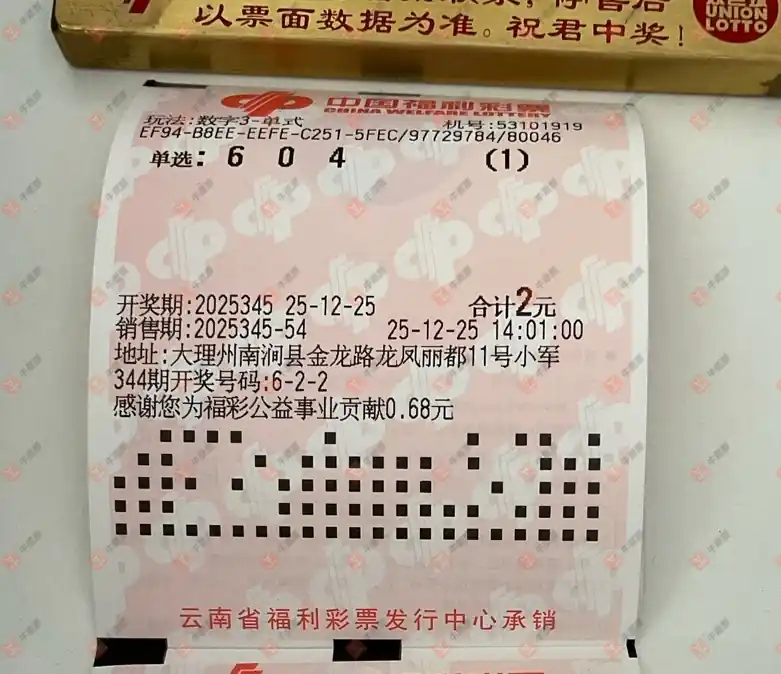 以票面数据为准。祝君中奖!
UNION
LOTTO
中国福利彩票
CHINA WELFARE LOTTERY
玩法:数字3-单式 机号:53101919
EF94-B8EE-EEFE-C251-5FEC/97729784/80046
单选: 6 0 4 (1)
开奖期:2025345 25-12-25 合计2元
销售期:2025345-54 25-12-25 14:01:00
地址:大理州南涧县金龙路龙凤丽都11号小军
344期开奖号码:6-2-2
感谢您为福彩公益事业贡献0.68元
云南省福利彩票发行中心承销